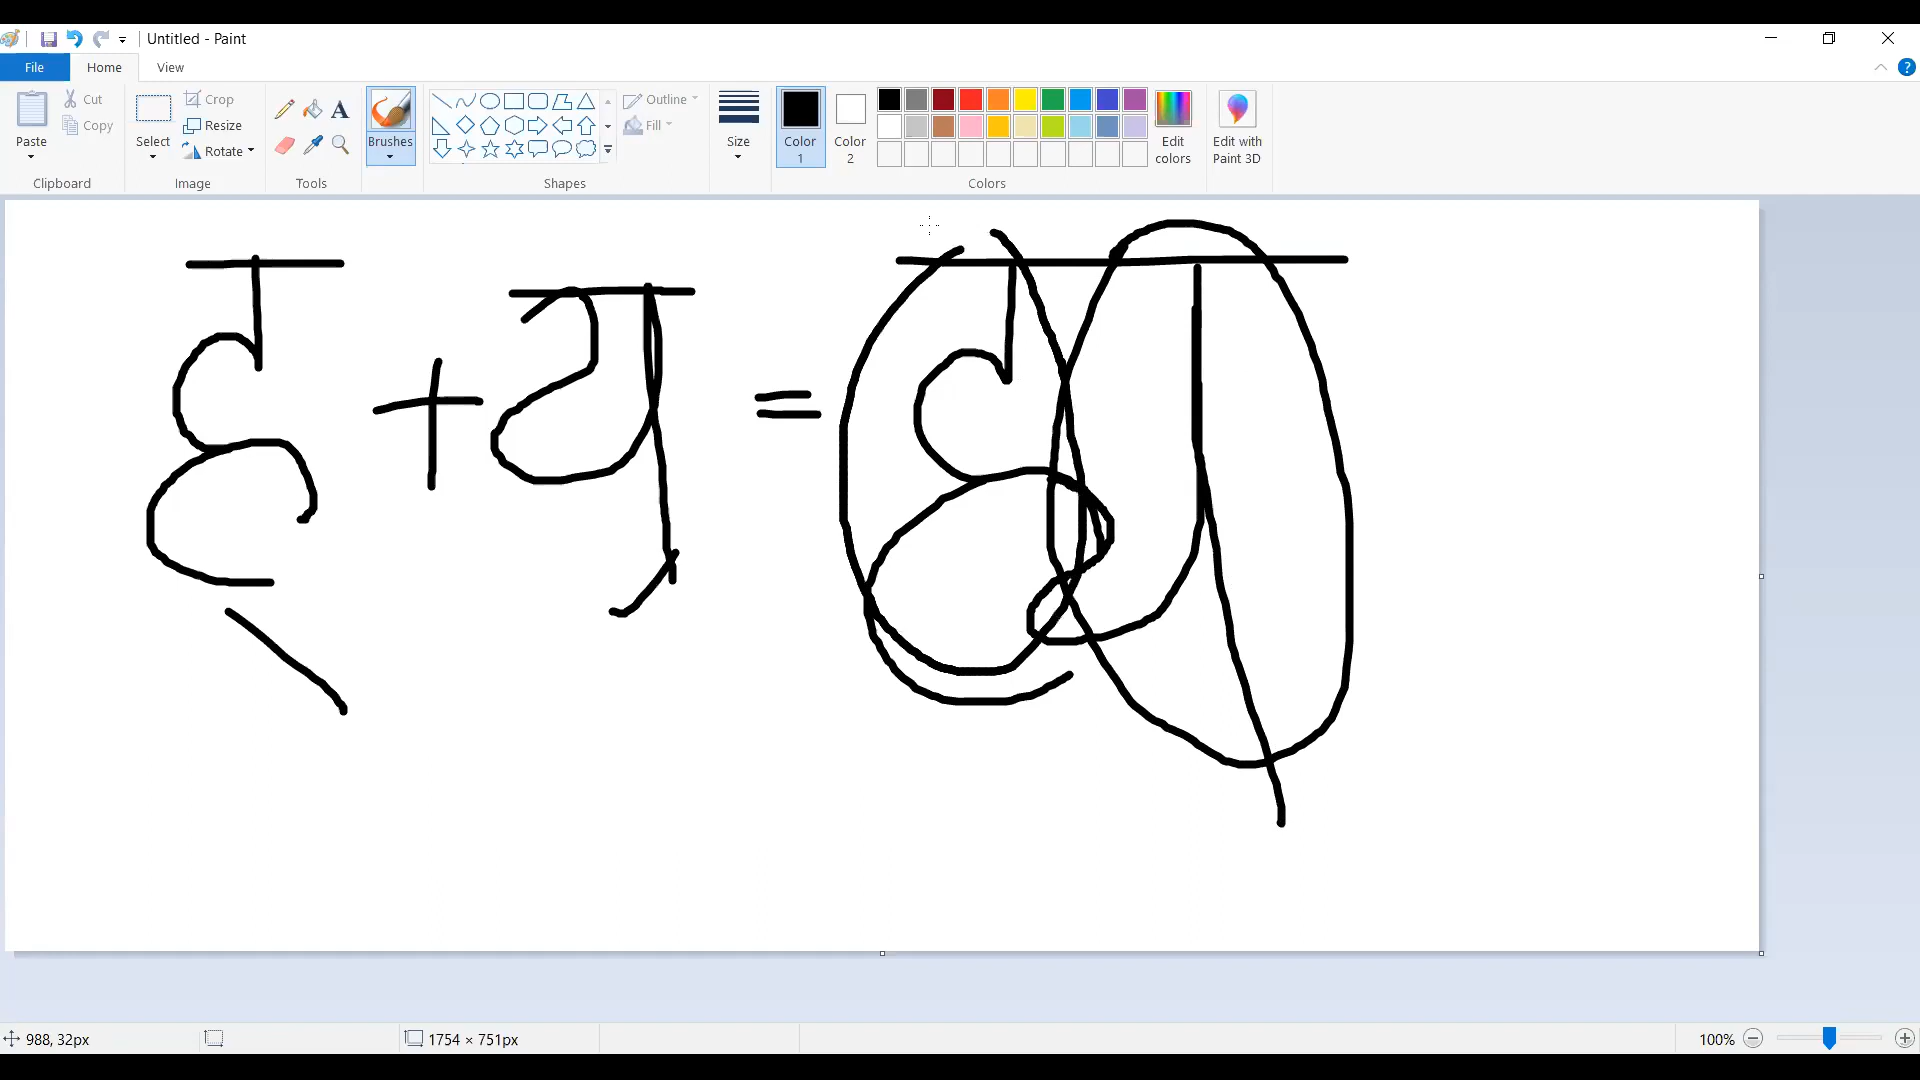 Untitled - Paint
File Home View
Cut Crop Outline Edit Edit with
Paste Copy Select Resize Rotate Brushes Fill Size Color 1 Color 2 colors Paint 3D
Clipboard Image Tools Shapes Colors
ह् + य = ह्य
988, 32px 1754 × 751px 100%